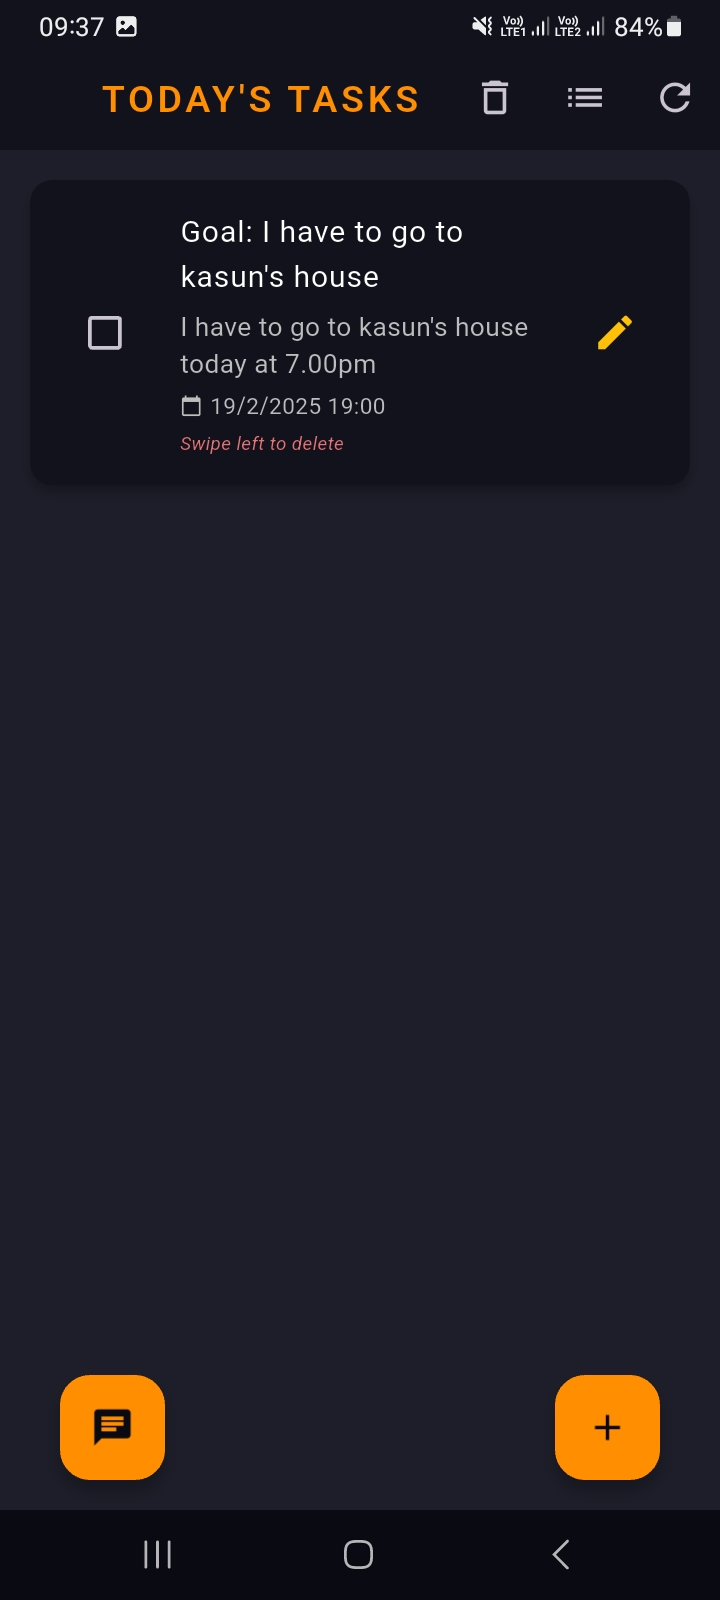 09:37 Vo)) LTE1 Vo)) LTE2 84%
TODAY'S TASKS
Goal: I have to go to
kasun's house
I have to go to kasun's house
today at 7.00pm
19/2/2025 19:00
Swipe left to delete